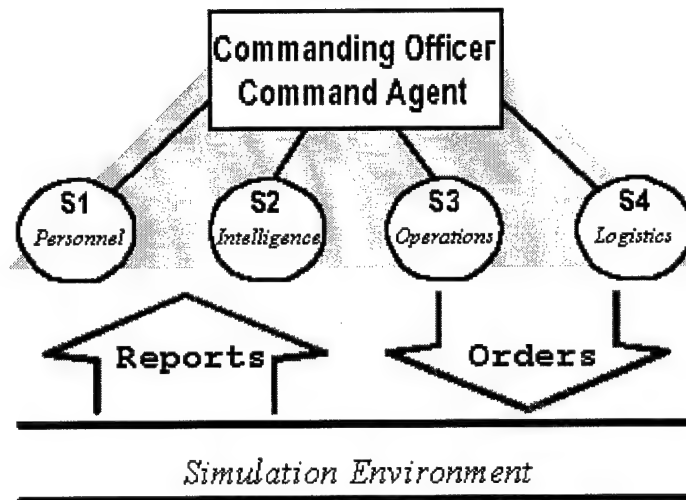 Commanding Officer
Command Agent
S1
Personnel
S2
Intelligence
S3
Operations
S4
Logistics
Reports
Orders
Simulation Environment